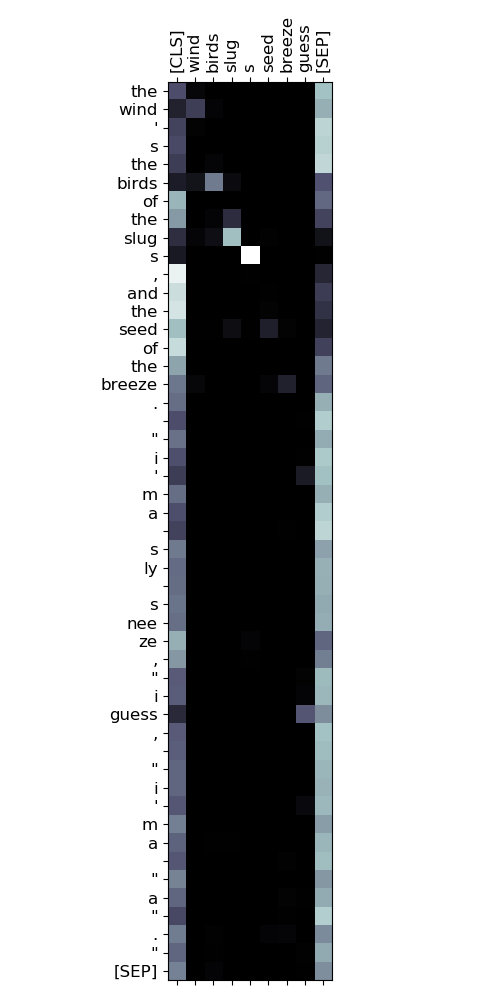 [CLS] wind birds slug s seed breeze guess [SEP]
the
wind
'
s
the
birds
of
the
slug
s
,
and
the
seed
of
the
breeze
.
"
i
'
m
a
s
ly
s
nee
ze
,
"
i
guess
,
"
i
'
m
a
"
a
"
.
"
[SEP]